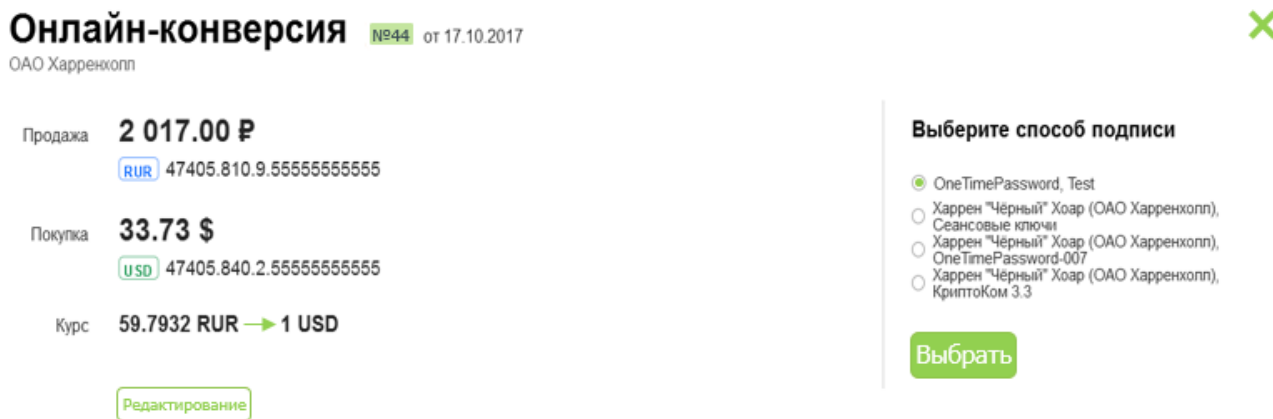 Онлайн-конверсия №44 от 17.10.2017
ОАО Харренхолл
Продажа 2 017.00 ₽
RUR 47405.810.9.55555555555
Покупка 33.73 $
USD 47405.840.2.55555555555
Курс 59.7932 RUR → 1 USD
Редактирование
Выберите способ подписи
OneTimePassword, Test
Харрен "Чёрный" Хоар (ОАО Харренхолл),
Сеансовые ключи
Харрен "Чёрный" Хоар (ОАО Харренхолл),
OneTimePassword-007
Харрен "Чёрный" Хоар (ОАО Харренхолл),
КриптоКом 3.3
Выбрать